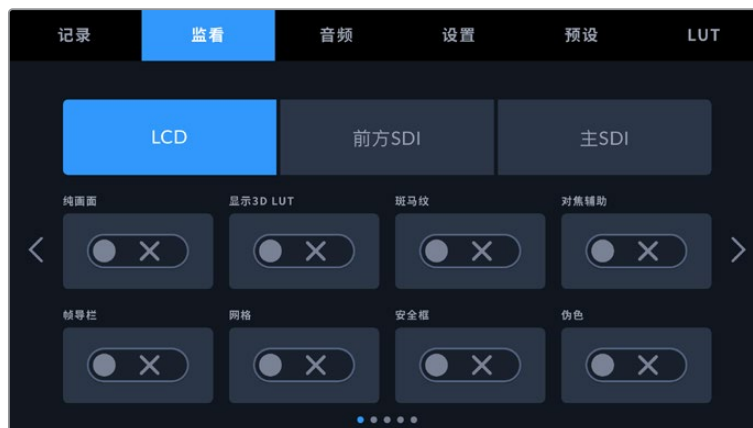 记录 监看 音频 设置 预设 LUT
LCD 前方SDI 主SDI
纯画面 显示3D LUT 斑马纹 对焦辅助
帧导栏 网格 安全框 伪色